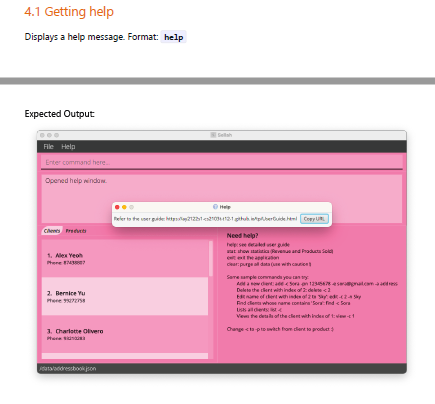 4.1 Getting help
Displays a help message. Format: help
Expected Output:
Sellah
File Help
Enter command here...
Opened help window.
Help
Refer to the user guide: https://ay2122s1-cs2103t-t12-1.github.io/tp/UserGuide.html Copy URL
Clients Products
1. Alex Yeoh
Phone: 87438807
2. Bernice Yu
Phone: 99272758
3. Charlotte Oliveiro
Phone: 93210283
Need help?
help: see detailed user guide
stat: show statistics (Revenue and Products Sold)
exit: exit the application
clear: purge all data (use with caution!)
Some sample commands you can try:
Add a new client: add -c Sora -pn 12345678 -e sora@gmail.com -a address
Delete the client with index of 2: delete -c 2
Edit name of client with index of 2 to 'Sky': edit -c 2 -n Sky
Find clients whose name contains 'Sora': find -c Sora
Lists all clients: list -c
Views the details of the client with index of 1: view -c 1
Change -c to -p to switch from client to product :)
/data/addressbook.json